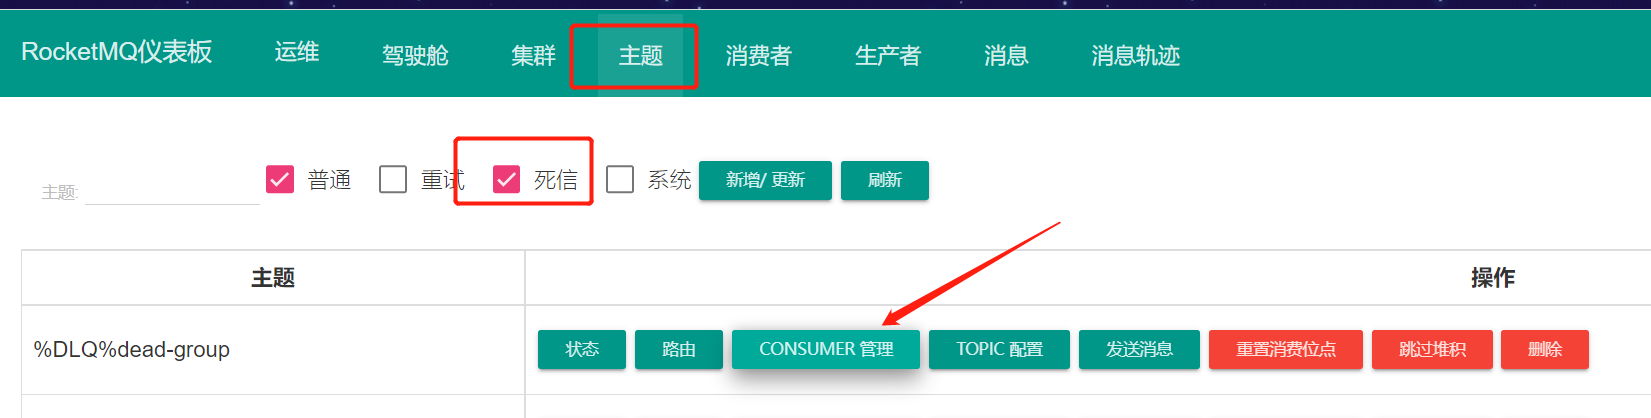 RocketMQ仪表板 运维 驾驶舱 集群 主题 消费者 生产者 消息 消息轨迹
主题: 普通 重试 死信 系统 新增/ 更新 刷新
主题 操作
%DLQ%dead-group 状态 路由 CONSUMER 管理 TOPIC 配置 发送消息 重置消费位点 跳过堆积 删除